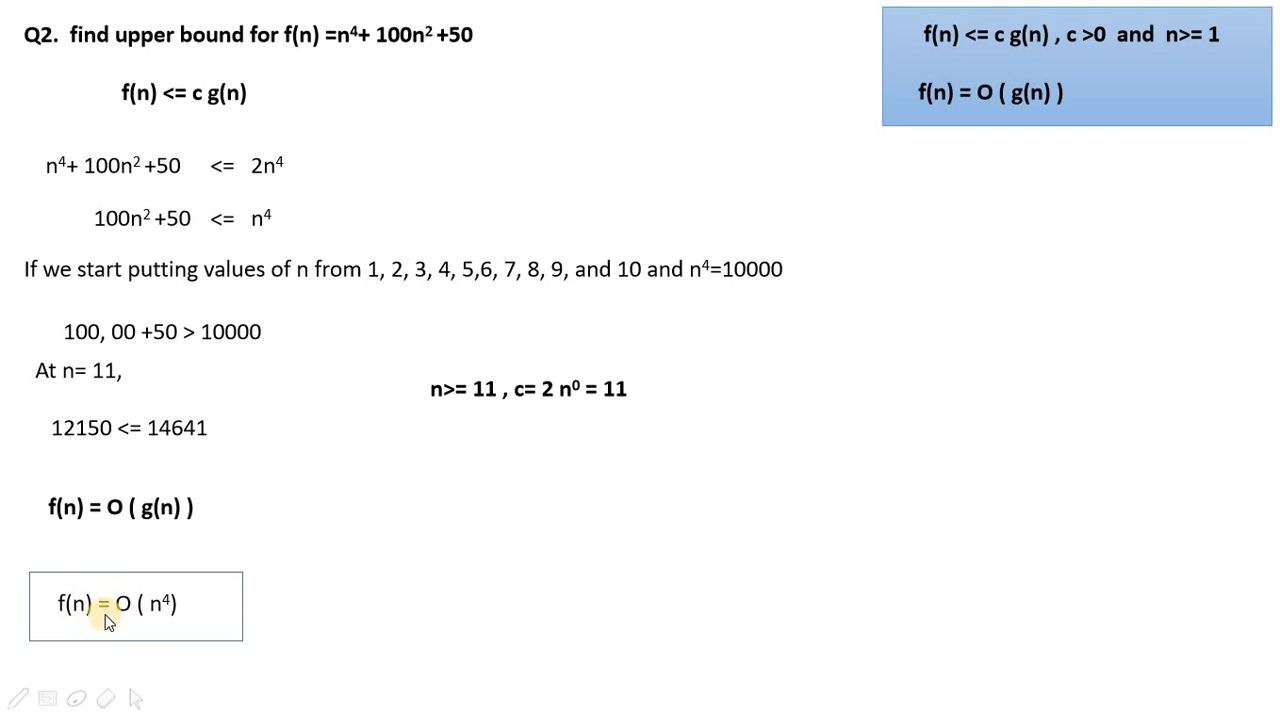 Q2. find upper bound for f(n) =n⁴+ 100n² +50
f(n) <= c g(n) , c >0 and n>= 1
f(n) <= c g(n)
f(n) = O ( g(n) )
n⁴+ 100n² +50 <= 2n⁴
100n² +50 <= n⁴
If we start putting values of n from 1, 2, 3, 4, 5,6, 7, 8, 9, and 10 and n⁴=10000
100, 00 +50 > 10000
At n= 11,
n>= 11 , c= 2 n⁰ = 11
12150 <= 14641
f(n) = O ( g(n) )
f(n) = O ( n⁴)